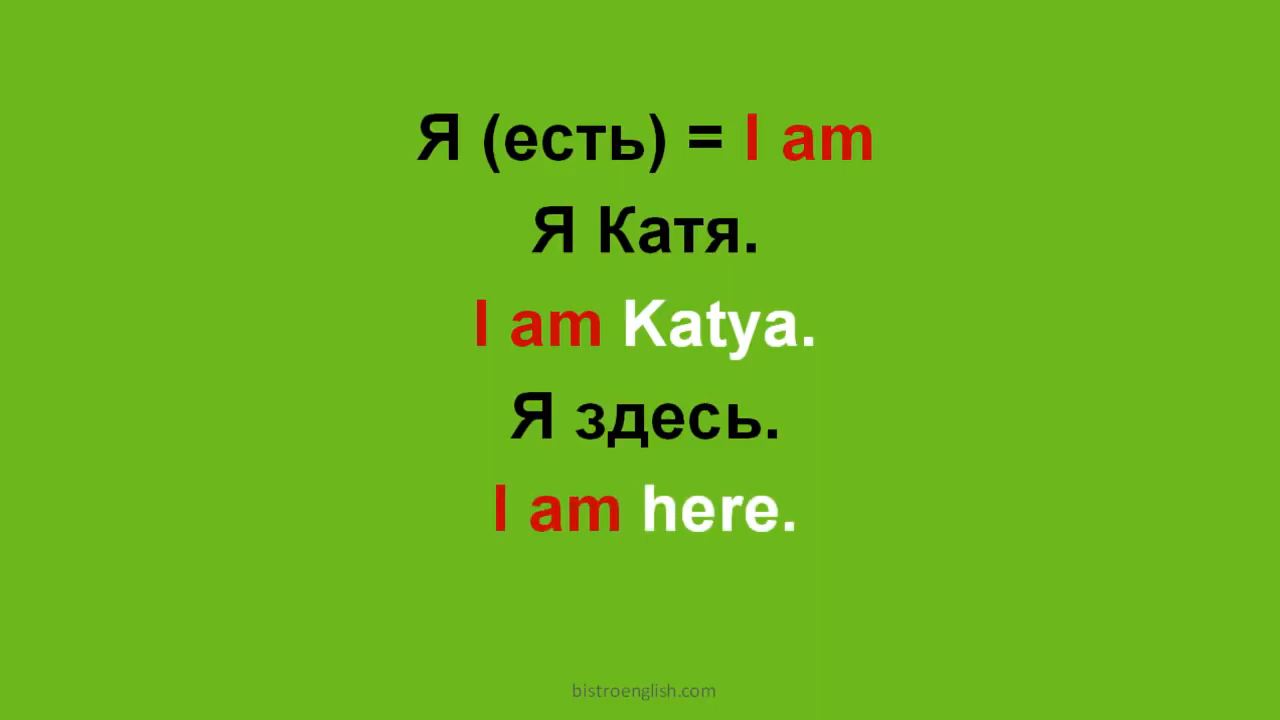 Я (есть) = I am
Я Катя.
I am Katya.
Я здесь.
I am here.
bistroenglish.com